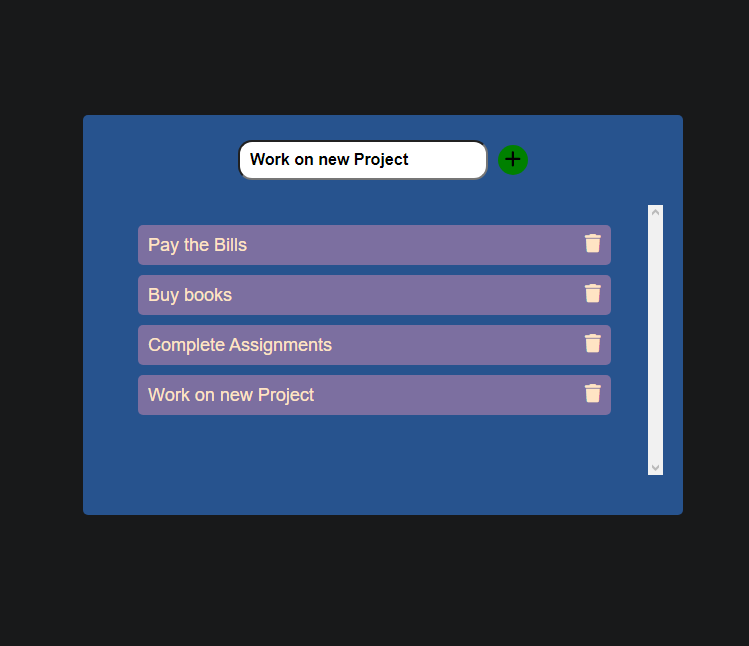 Work on new Project
Pay the Bills
Buy books
Complete Assignments
Work on new Project